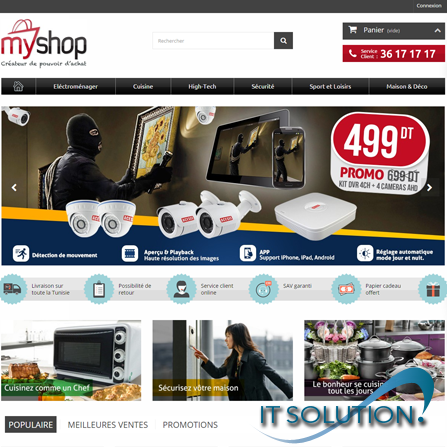 Connexion
myshop
Créateur de pouvoir d'achat
Rechercher
Panier (vide)
Service Client : 36 17 17 17
Eléctroménager
Cuisine
High-Tech
Sécurité
Sport et Loisirs
Maison & Déco
499 DT
PROMO 699 DT
KIT DVR 4CH + 4 CAMERAS AHD
Détection de mouvement
Aperçu & Playback
Haute résolution des images
APP
Support iPhone, iPad, Android
Réglage automatique
mode jour et nuit.
Livraison sur toute la Tunisie
Possibilité de retour
Service client online
SAV garanti
Papier cadeau offert
Cuisinez comme un Chef
Sécurisez votre maison
Le bonheur se cuisine
tout les jours
IT SOLUTION
POPULAIRE
MEILLEURES VENTES
PROMOTIONS